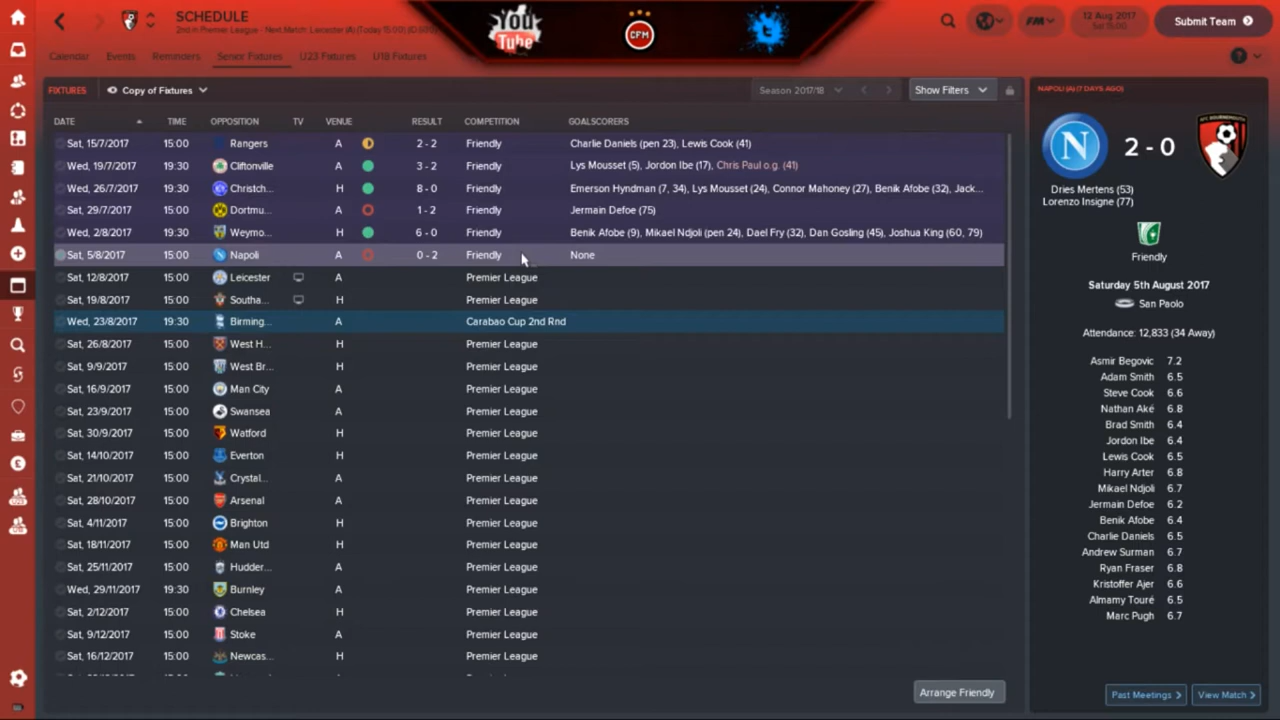 SCHEDULE
2nd in Premier League - Next Match: Leicester (A) (Today 15:00)
You
Tube
CFM
FM
12 Aug 2017
Sat 15:00
Submit Team
Calendar Events Reminders Senior Fixtures U23 Fixtures U18 Fixtures
?
FIXTURES Copy of Fixtures Season 2017/18 Show Filters
DATE TIME OPPOSITION TV VENUE RESULT COMPETITION GOALSCORERS
Sat, 15/7/2017 15:00 Rangers A 2 - 2 Friendly Charlie Daniels (pen 23), Lewis Cook (41)
Wed, 19/7/2017 19:30 Cliftonville A 3 - 2 Friendly Lys Mousset (5), Jordon Ibe (17), Chris Paul o.g. (41)
Wed, 26/7/2017 19:30 Christch... H 8 - 0 Friendly Emerson Hyndman (7, 34), Lys Mousset (24), Connor Mahoney (27), Benik Afobe (32), Jack...
Sat, 29/7/2017 15:00 Dortmu... A 1 - 2 Friendly Jermain Defoe (75)
Wed, 2/8/2017 19:30 Weymo... H 6 - 0 Friendly Benik Afobe (9), Mikael Ndjoli (pen 24), Dael Fry (32), Dan Gosling (45), Joshua King (60, 79)
Sat, 5/8/2017 15:00 Napoli A 0 - 2 Friendly None
Sat, 12/8/2017 15:00 Leicester A Premier League
Sat, 19/8/2017 15:00 Southa... H Premier League
Wed, 23/8/2017 19:30 Birming... A Carabao Cup 2nd Rnd
Sat, 26/8/2017 15:00 West H... H Premier League
Sat, 9/9/2017 15:00 West Br... H Premier League
Sat, 16/9/2017 15:00 Man City A Premier League
Sat, 23/9/2017 15:00 Swansea A Premier League
Sat, 30/9/2017 15:00 Watford H Premier League
Sat, 14/10/2017 15:00 Everton H Premier League
Sat, 21/10/2017 15:00 Crystal... A Premier League
Sat, 28/10/2017 15:00 Arsenal A Premier League
Sat, 4/11/2017 15:00 Brighton H Premier League
Sat, 18/11/2017 15:00 Man Utd H Premier League
Sat, 25/11/2017 15:00 Hudder... A Premier League
Wed, 29/11/2017 19:30 Burnley A Premier League
Sat, 2/12/2017 15:00 Chelsea H Premier League
Sat, 9/12/2017 15:00 Stoke A Premier League
Sat, 16/12/2017 15:00 Newcas... H Premier League
Arrange Friendly
NAPOLI (A) (7 DAYS AGO)
N 2 - 0
Dries Mertens (53)
Lorenzo Insigne (77)
Friendly
Saturday 5th August 2017
San Paolo
Attendance: 12,833 (34 Away)
Asmir Begovic 7.2
Adam Smith 6.5
Steve Cook 6.6
Nathan Aké 6.8
Brad Smith 6.4
Jordon Ibe 6.4
Lewis Cook 6.5
Harry Arter 6.8
Mikael Ndjoli 6.7
Jermain Defoe 6.2
Benik Afobe 6.4
Charlie Daniels 6.5
Andrew Surman 6.7
Ryan Fraser 6.8
Kristoffer Ajer 6.6
Almamy Touré 6.5
Marc Pugh 6.7
Past Meetings > View Match >